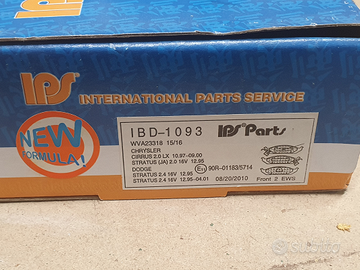 IPS INTERNATIONAL PARTS SERVICE
NEW
FORMULA!
IBD-1093 IPS Parts
WVA23318 15/16
CHRYSLER
CIRRUS 2.0 LX 10.97-09.00
STRATUS (JA) 2.0 16V 12.95
DODGE
STRATUS 2.4 16V 12.95
STRATUS 2.4 16V 12.95-04.01
90R-01183/5714
08/20/2010
Front 2 EWS
subito